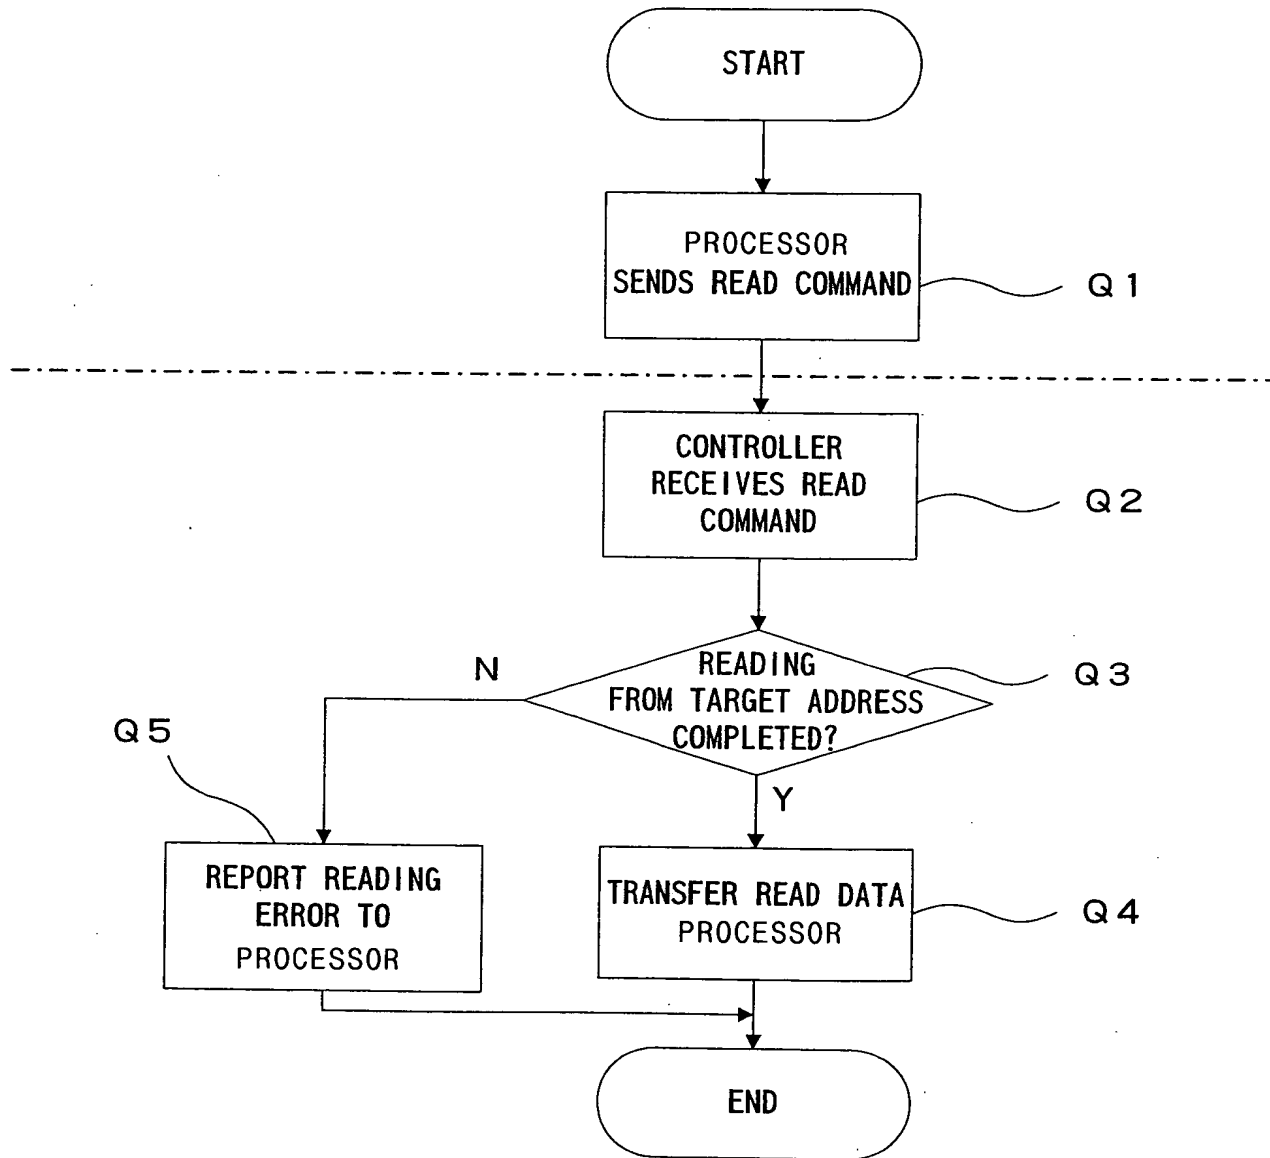 START
PROCESSOR
SENDS READ COMMAND
Q1
CONTROLLER
RECEIVES READ
COMMAND
Q2
N
READING
FROM TARGET ADDRESS
COMPLETED?
Q3
Q5
Y
REPORT READING
ERROR TO
PROCESSOR
TRANSFER READ DATA
PROCESSOR
Q4
END